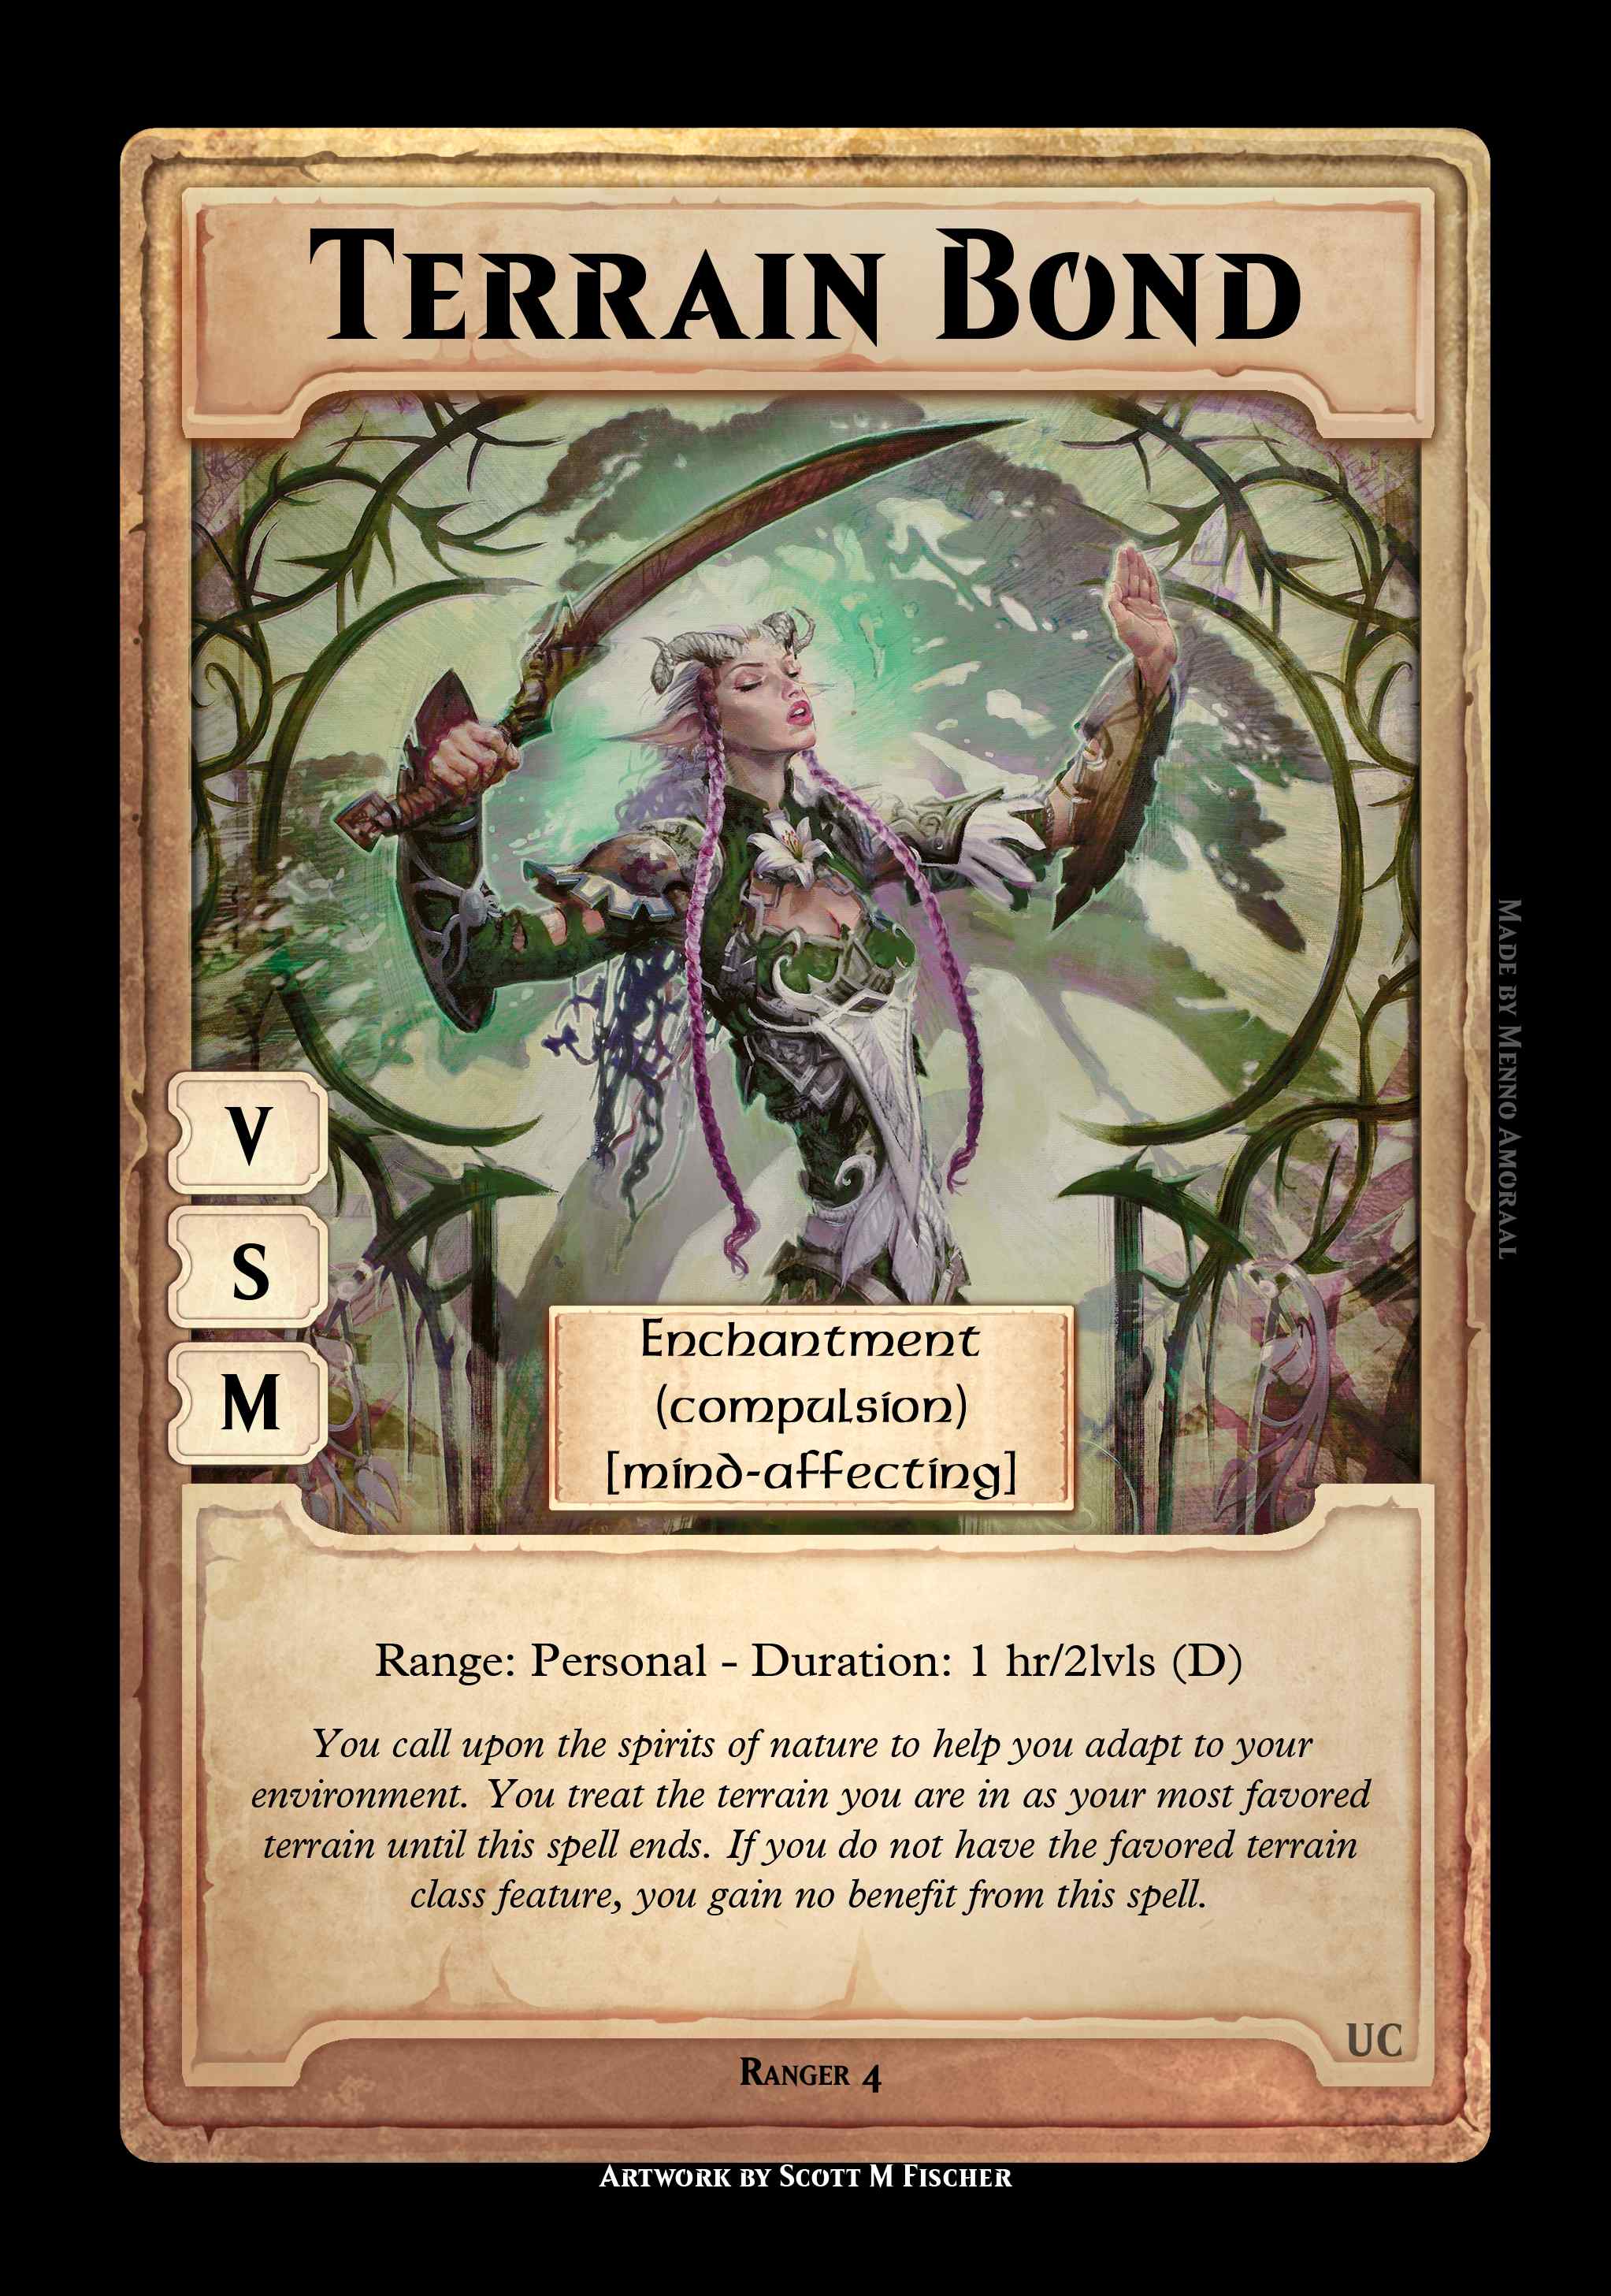 Terrain Bond
V
S
M
Enchantment
(compulsion)
[mind-affecting]
Range: Personal - Duration: 1 hr/2lvls (D)
You call upon the spirits of nature to help you adapt to your
environment. You treat the terrain you are in as your most favored
terrain until this spell ends. If you do not have the favored terrain
class feature, you gain no benefit from this spell.
UC
Ranger 4
Artwork by Scott M Fischer
Made by Menno Amoraal